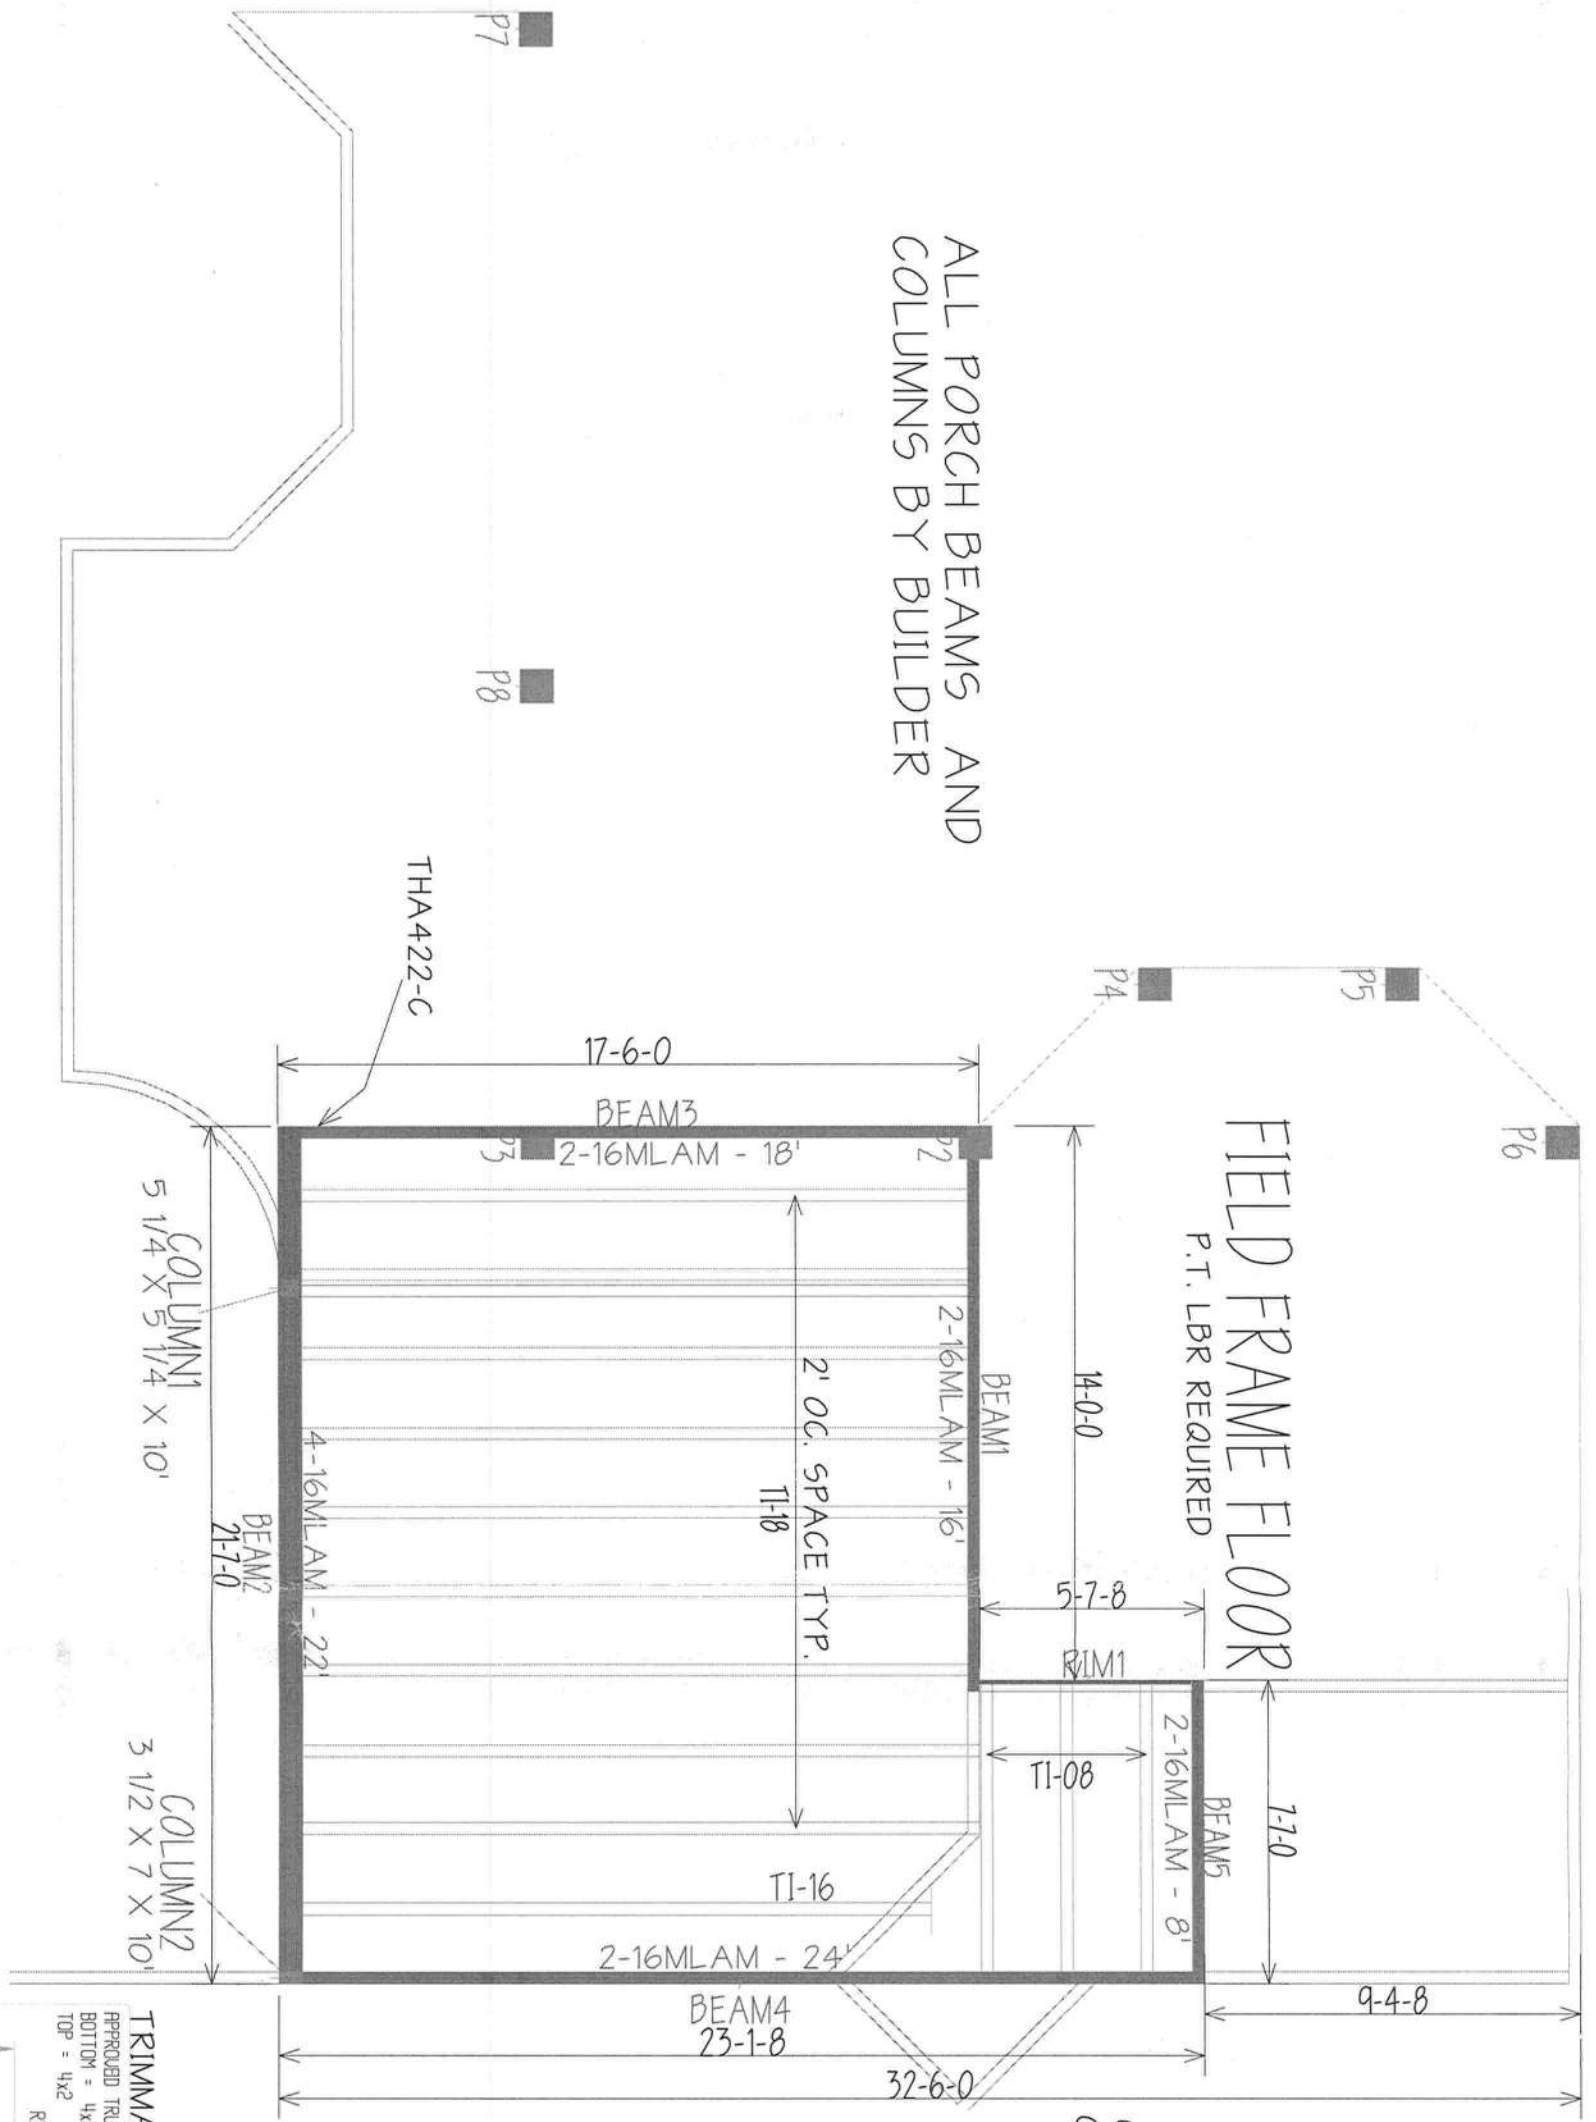 P7
P8
ALL PORCH BEAMS AND
COLUMNS BY BUILDER
THA422-C
P4
P5
P6
FIELD FRAME FLOOR
P.T. LBR REQUIRED
17-6-0
BEAM3
2-16MLAM - 18'
P3
P2
14-0-0
BEAM1
2-16MLAM - 16'
2' OC. SPACE TYP.
TI-18
5-7-8
RIM1
TI-08
2-16MLAM - 8'
BEAM5
7-7-0
9-4-8
TI-16
2-16MLAM - 24'
BEAM4
23-1-8
32-6-0
4-16MLAM - 22'
BEAM2
21-7-0
COLUMN1
5 1/4 X 5 1/4 X 10'
COLUMN2
3 1/2 X 7 X 10'
BOTTOM = 4x
TOP = 4x2